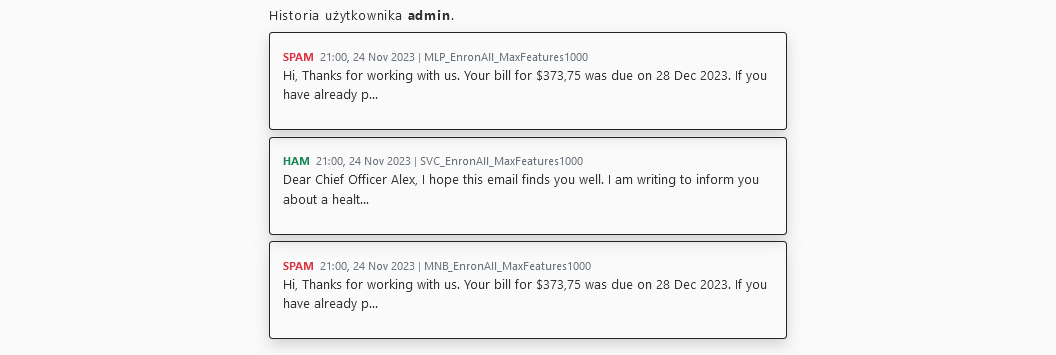 Historia użytkownika admin.
SPAM 21:00, 24 Nov 2023 | MLP_EnronAll_MaxFeatures1000
Hi, Thanks for working with us. Your bill for $373,75 was due on 28 Dec 2023. If you
have already p...
HAM 21:00, 24 Nov 2023 | SVC_EnronAll_MaxFeatures1000
Dear Chief Officer Alex, I hope this email finds you well. I am writing to inform you
about a healt...
SPAM 21:00, 24 Nov 2023 | MNB_EnronAll_MaxFeatures1000
Hi, Thanks for working with us. Your bill for $373,75 was due on 28 Dec 2023. If you
have already p...